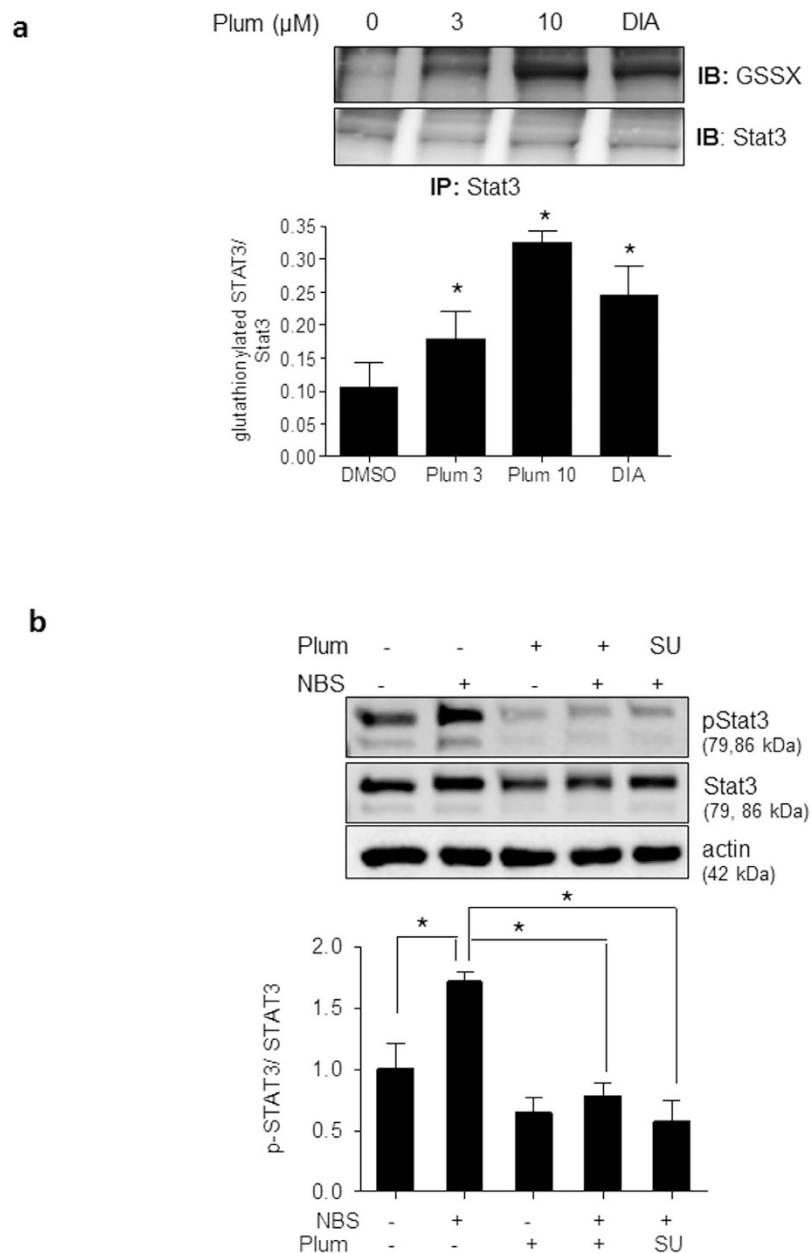 a
Plum (µM) 0 3 10 DIA
IB: GSSX
IB: Stat3
IP: Stat3
glutathionylated STAT3/
Stat3
0.35
0.30
0.25
0.20
0.15
0.10
0.05
0.00
* * *
DMSO Plum 3 Plum 10 DIA
b
Plum - - + + SU
NBS - + - + +
pStat3
(79,86 kDa)
Stat3
(79, 86 kDa)
actin
(42 kDa)
* * *
p-STAT3/ STAT3
2.0
1.5
1.0
0.5
0.0
NBS - + - + +
Plum - - + + SU